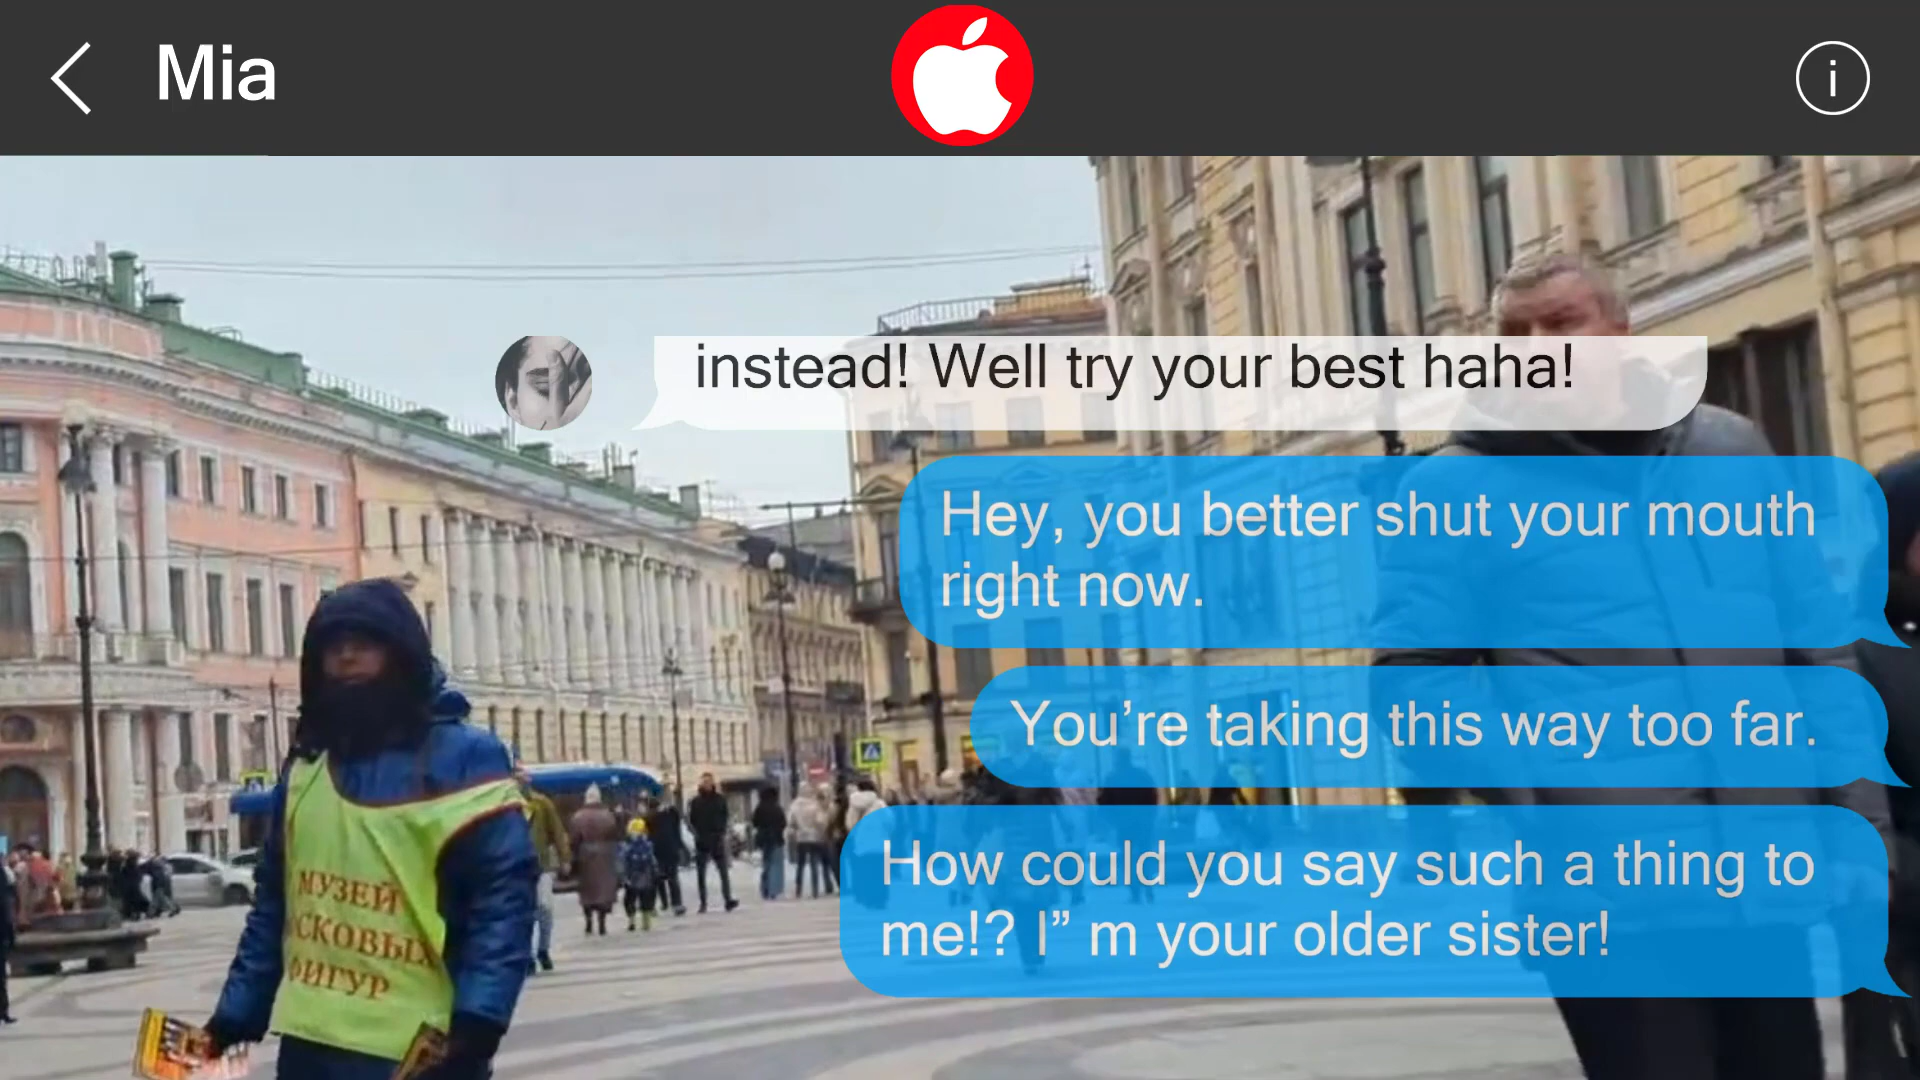 Mia
i
instead! Well try your best haha!
Hey, you better shut your mouth
right now.
You’re taking this way too far.
How could you say such a thing to
me!? I” m your older sister!
МУЗЕЙ
СКОВЫХ
ФИГУР